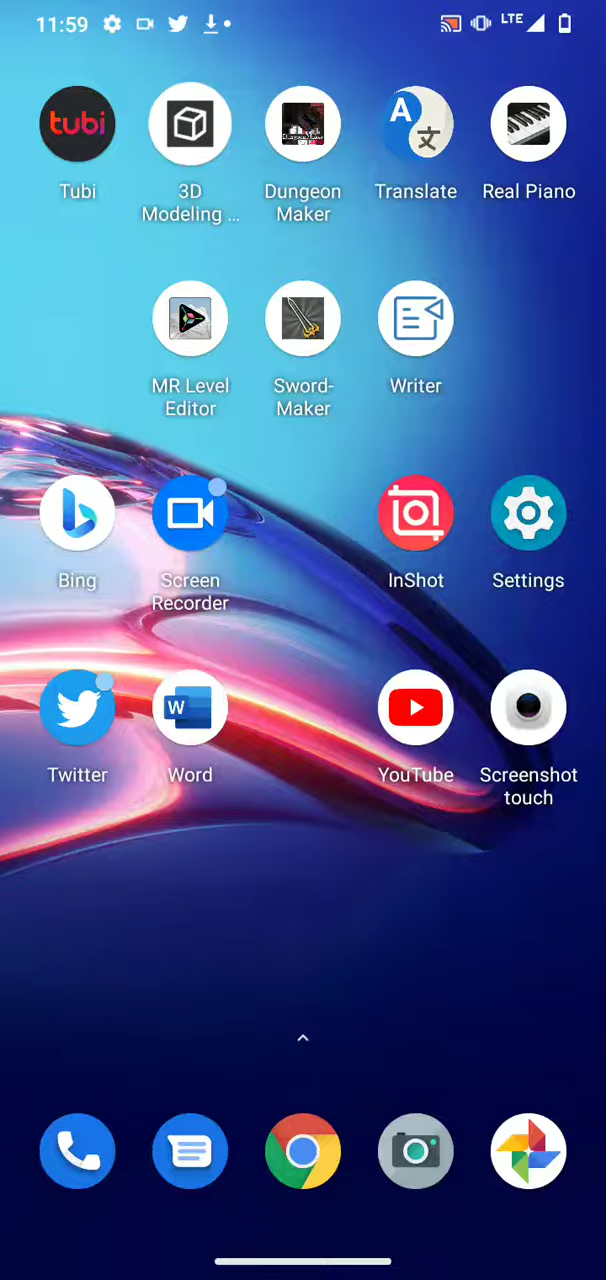 11:59
LTE
tubi
Tubi
3D
Modeling ...
Dungeon
Maker
A
文
Translate
Real Piano
MR Level
Editor
Sword-
Maker
Writer
Bing
Screen
Recorder
InShot
Settings
Twitter
W
Word
YouTube
Screenshot
touch